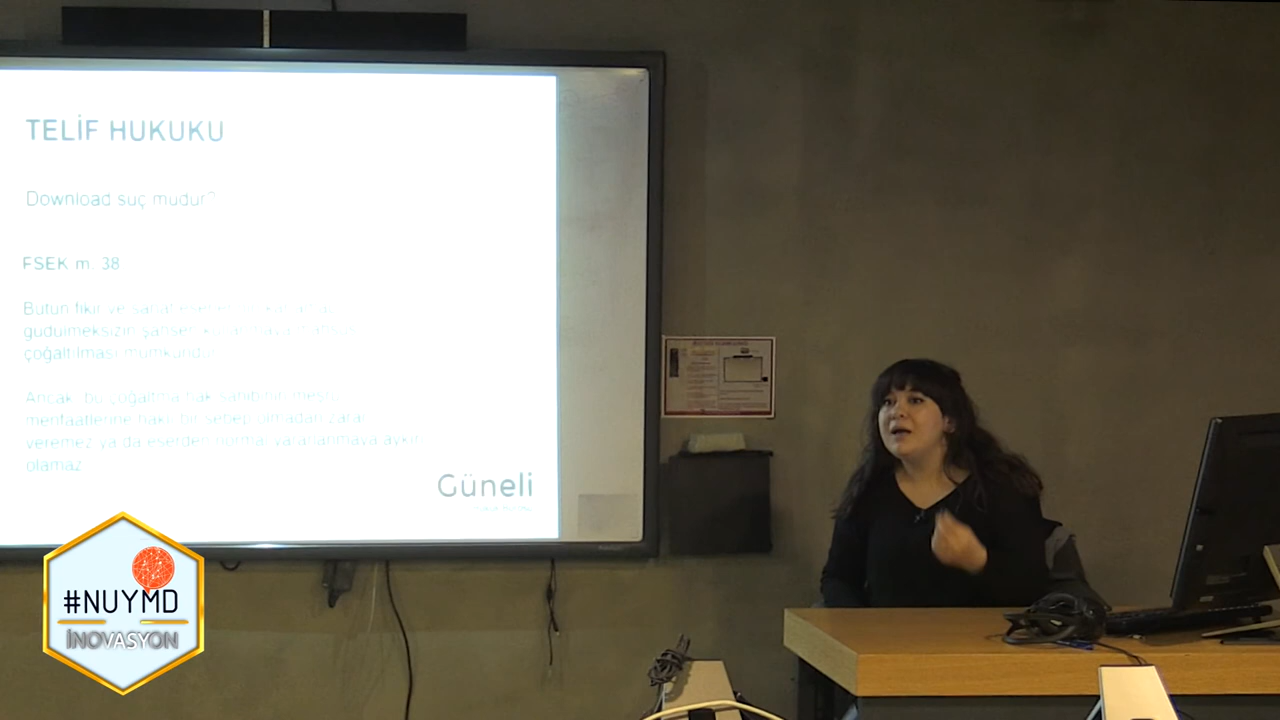 TELİF HUKUKU
Download suç mudur?
FSEK m. 38
Bütün fikir ve sanat
güdülmeksizin şahsen
çoğaltılması mümkündür
Ancak, bu çoğaltma hak sahibinin meşru
menfaatlerine haklı bir sebep olmadan zarar
veremez ya da eserden normal yararlanmaya aykırı
olamaz
Güneli
#NUYMD
İNOVASYON